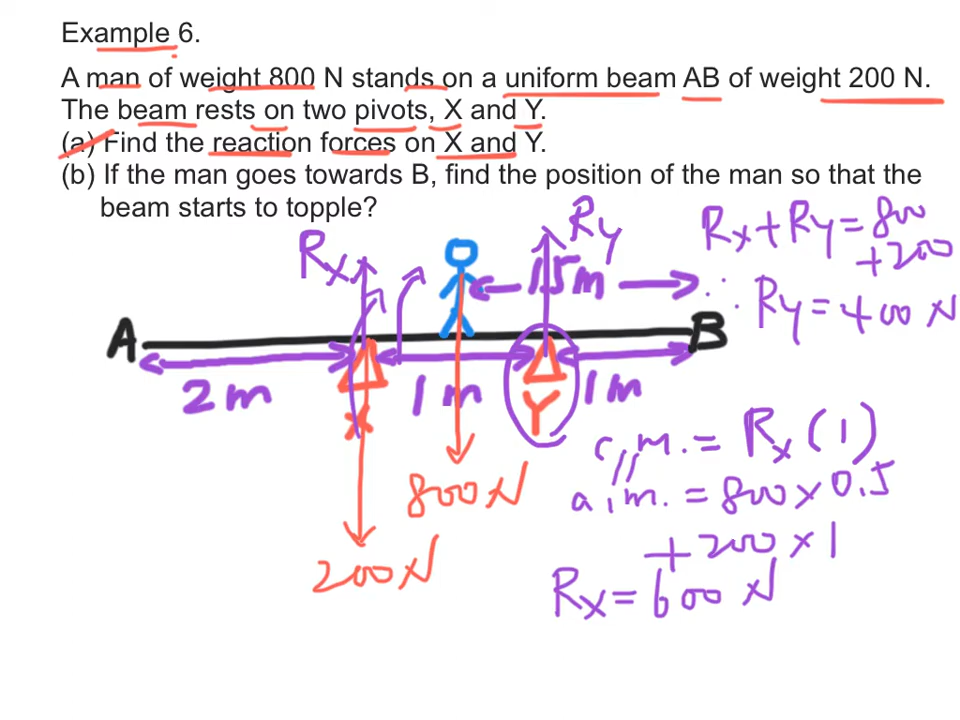 Example 6.
A man of weight 800 N stands on a uniform beam AB of weight 200 N.
The beam rests on two pivots, X and Y.
(a) Find the reaction forces on X and Y.
(b) If the man goes towards B, find the position of the man so that the
beam starts to topple?
Rx
Ry
Rx + Ry = 800
+ 200
1.5m
∴ Ry = 400 N
A
B
2m
1m
1m
X
Y
c.m. = Rx (1)
800 N
a.m. = 800 x 0.5
+ 200 x 1
200 N
Rx = 600 N